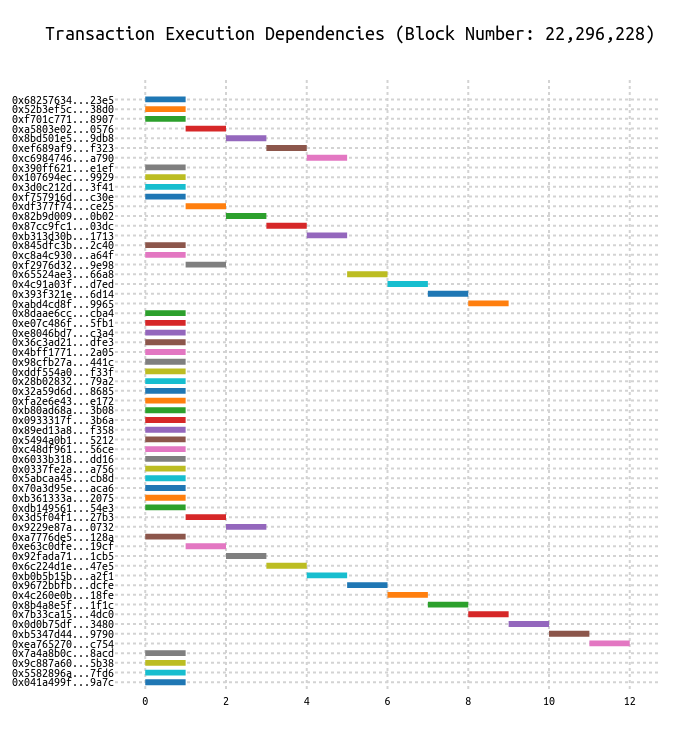 Transaction Execution Dependencies (Block Number: 22,296,228)
0x68257634...23e5
0x52b3ef5c...38d0
0xf701c771...8907
0xa5803e02...0576
0x8bd501e5...9db8
0xef689af9...f323
0xc6984746...a790
0x390ff621...e1ef
0x107694ec...9929
0x3d0c212d...3f41
0xf757916d...c30e
0xdf377f74...ce25
0x82b9d009...0b02
0x87cc9fc1...03dc
0xb313d30b...1713
0x845dfc3b...2c40
0xc8a4c930...a64f
0xf2976d32...9e98
0x65524ae3...66a8
0x4c91a03f...d7ed
0x393f321e...6d14
0xabd4cd8f...9965
0x8daae6cc...cba4
0xe07c486f...5fb1
0xe8046bd7...c3a4
0x36c3ad21...dfe3
0x4bff1771...2a05
0x98cfb27a...441c
0xddf554a0...f33f
0x28b02832...79a2
0x32a59d6d...8685
0xfa2e6e43...e172
0xb80ad68a...3b08
0x0933317f...3b6a
0x89ed13a8...f358
0x5494a0b1...5212
0xc48df961...56ce
0x6033b318...dd16
0x0337fe2a...a756
0x5abcaa45...cb8d
0x70a3d95e...aca6
0xb361333a...2075
0xdb149561...54e3
0x3d5f04f1...27b3
0x9229e87a...0732
0xa7776de5...128a
0xe63c0dfe...19cf
0x92fada71...1cb5
0x6c224d1e...47e5
0xb0b5b15b...a2f1
0x9672bbfb...dcfe
0x4c260e0b...18fe
0x8b4a8e5f...1f1c
0x7b33ca15...4dc0
0x0d0b75df...3480
0xb5347d44...9790
0xea765270...c754
0x7a4a8b0c...8acd
0x9c887a60...5b38
0x5582896a...7fd6
0x041a499f...9a7c
0 2 4 6 8 10 12